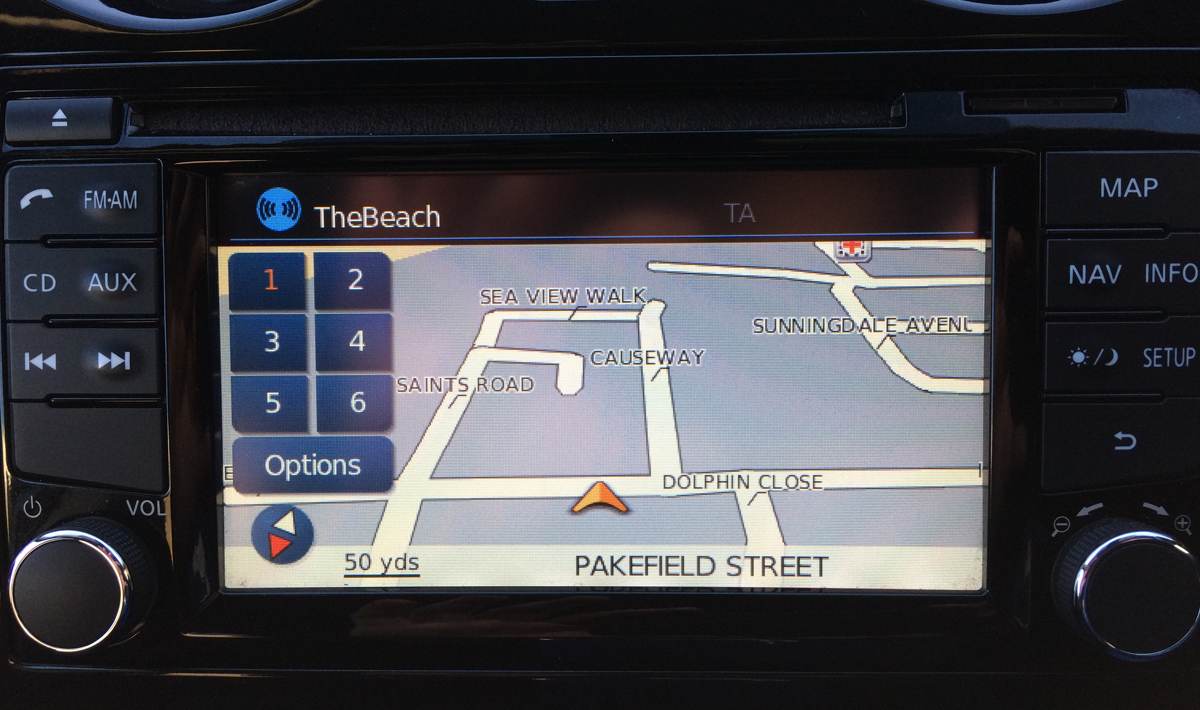 FM·AM
CD AUX
VOL
TheBeach
TA
1 2
3 4
5 6
Options
SEA VIEW WALK
SUNNINGDALE AVENU
CAUSEWAY
SAINTS ROAD
DOLPHIN CLOSE
50 yds
PAKEFIELD STREET
MAP
NAV INFO
SETUP